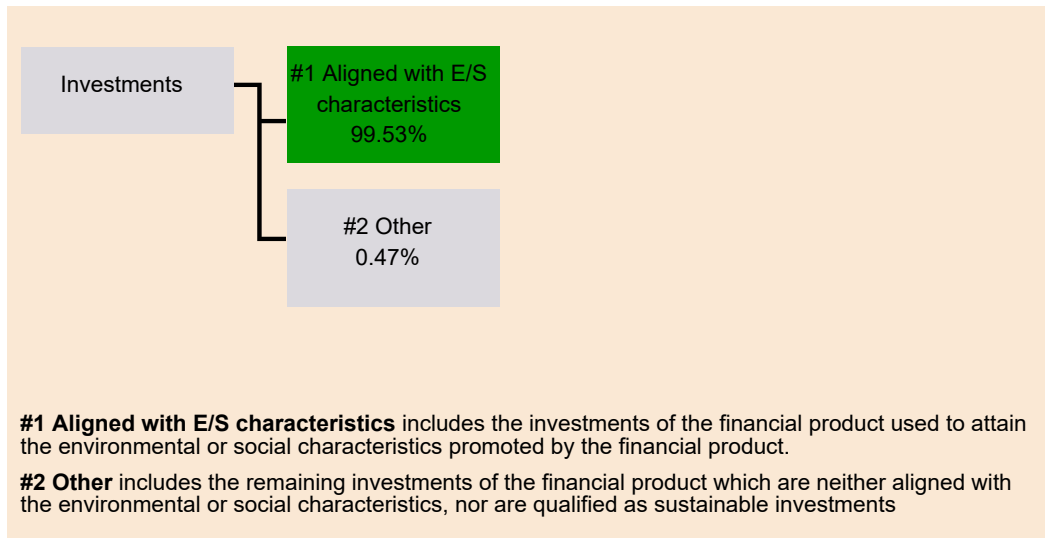 Investments
#1 Aligned with E/S
characteristics
99.53%
#2 Other
0.47%
#1 Aligned with E/S characteristics includes the investments of the financial product used to attain
the environmental or social characteristics promoted by the financial product.
#2 Other includes the remaining investments of the financial product which are neither aligned with
the environmental or social characteristics, nor are qualified as sustainable investments